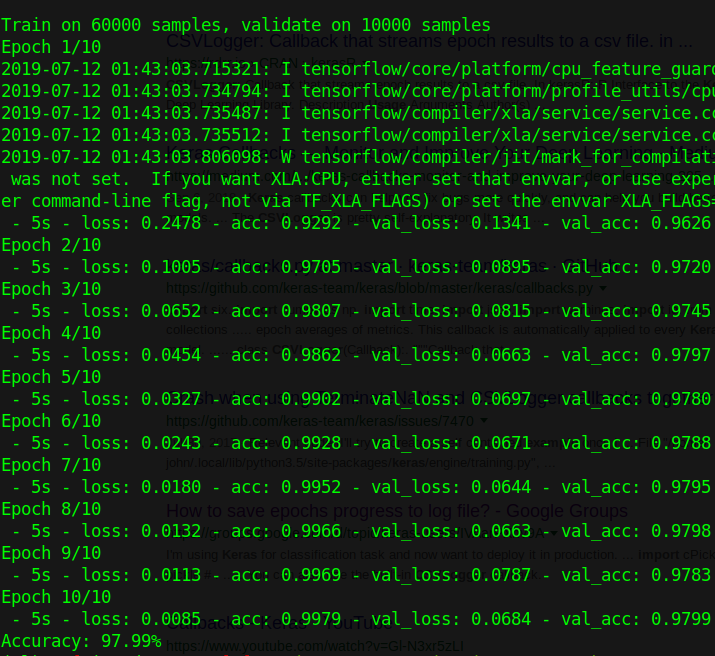 Train on 60000 samples, validate on 10000 samples
Epoch 1/10
CSVLogger: Callback that streams epoch results to a csv file. in ...
2019-07-12 01:43:03.715321: I tensorflow/core/platform/cpu_feature_guar
2019-07-12 01:43:03.734794: I tensorflow/core/platform/profile_utils/cpu
2019-07-12 01:43:03.735487: I tensorflow/compiler/xla/service/service.cc
2019-07-12 01:43:03.735512: I tensorflow/compiler/xla/service/service.cc
2019-07-12 01:43:03.806098: W tensorflow/compiler/jit/mark_for_compilati
was not set. If you want XLA:CPU, either set that envvar, or use exper
er command-line flag, not via TF_XLA_FLAGS) or set the envvar XLA_FLAGS=
- 5s - loss: 0.2478 - acc: 0.9292 - val_loss: 0.1341 - val_acc: 0.9626
Epoch 2/10
- 5s - loss: 0.1005 - acc: 0.9705 - val_loss: 0.0895 - val_acc: 0.9720
Epoch 3/10
https://github.com/keras-team/keras/blob/master/keras/callbacks.py
- 5s - loss: 0.0652 - acc: 0.9807 - val_loss: 0.0815 - val_acc: 0.9745
Epoch 4/10
collections ..... epoch averages of metrics. This callback is automatically applied to every Kera
- 5s - loss: 0.0454 - acc: 0.9862 - val_loss: 0.0663 - val_acc: 0.9797
Epoch 5/10
- 5s - loss: 0.0327 - acc: 0.9902 - val_loss: 0.0697 - val_acc: 0.9780
Epoch 6/10
https://github.com/keras-team/keras/issues/7470
- 5s - loss: 0.0243 - acc: 0.9928 - val_loss: 0.0671 - val_acc: 0.9788
Epoch 7/10
john/.local/lib/python3.5/site-packages/keras/engine/training.py", ...
- 5s - loss: 0.0180 - acc: 0.9952 - val_loss: 0.0644 - val_acc: 0.9795
Epoch 8/10
How to save epochs progress to log file? - Google Groups
- 5s - loss: 0.0132 - acc: 0.9966 - val_loss: 0.0663 - val_acc: 0.9798
Epoch 9/10
I'm using Keras for classification task and now want to deploy it in production. ... import cPick
- 5s - loss: 0.0113 - acc: 0.9969 - val_loss: 0.0787 - val_acc: 0.9783
Epoch 10/10
- 5s - loss: 0.0085 - acc: 0.9979 - val_loss: 0.0684 - val_acc: 0.9799
Accuracy: 97.99%
https://www.youtube.com/watch?v=GI-N3xr5zLI